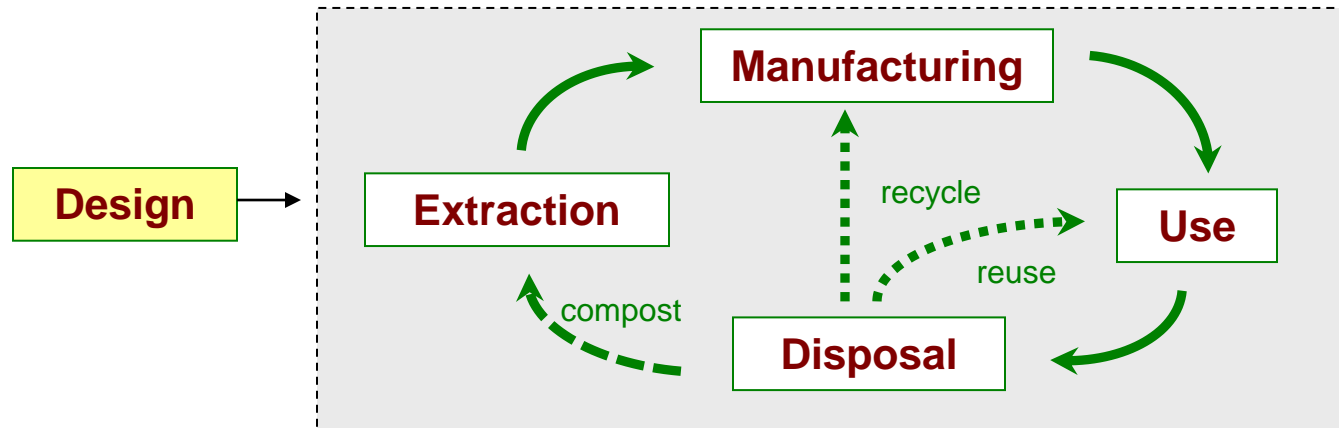 Manufacturing
Design
Extraction
recycle
Use
reuse
compost
Disposal